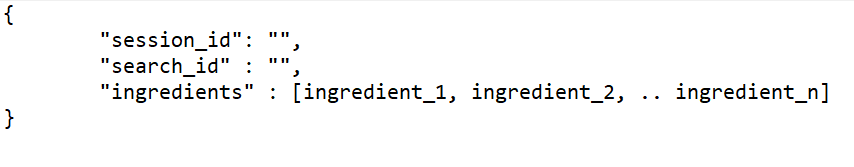 {
"session_id": "",
"search_id" : "",
"ingredients" : [ingredient_1, ingredient_2, .. ingredient_n]
}